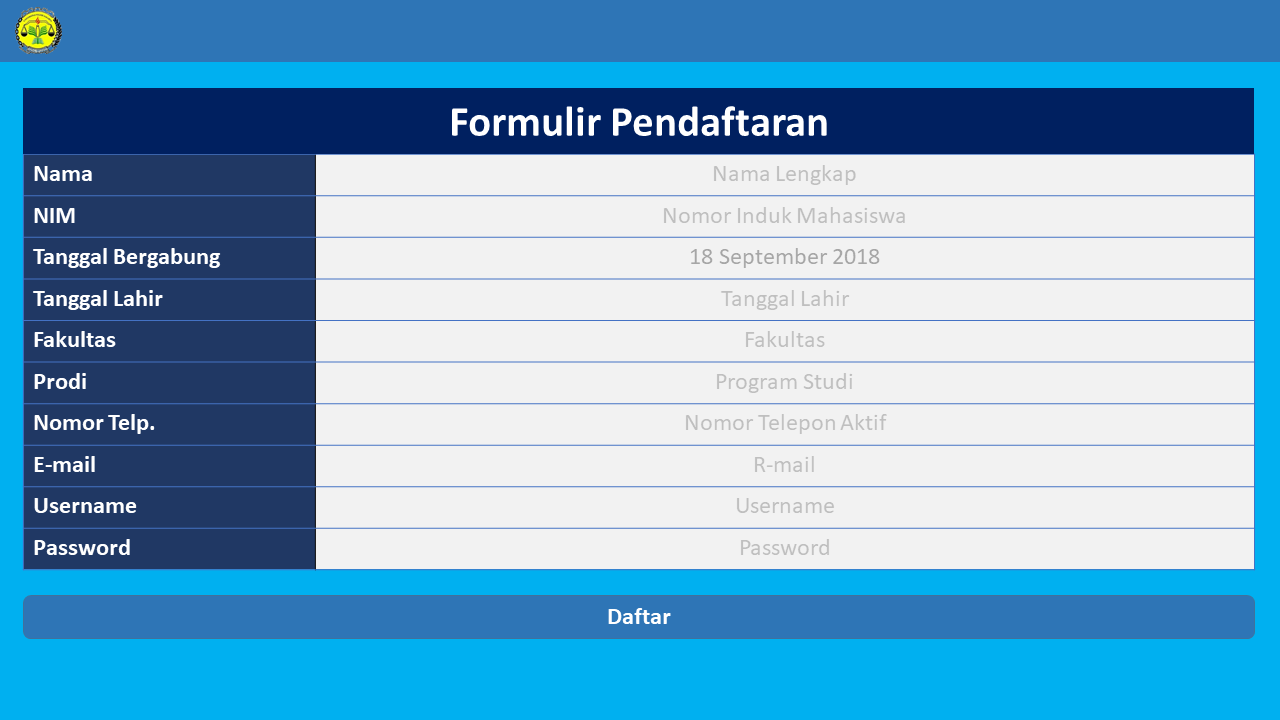 Formulir Pendaftaran
Nama Nama Lengkap
NIM Nomor Induk Mahasiswa
Tanggal Bergabung 18 September 2018
Tanggal Lahir Tanggal Lahir
Fakultas Fakultas
Prodi Program Studi
Nomor Telp. Nomor Telepon Aktif
E-mail R-mail
Username Username
Password Password
Daftar